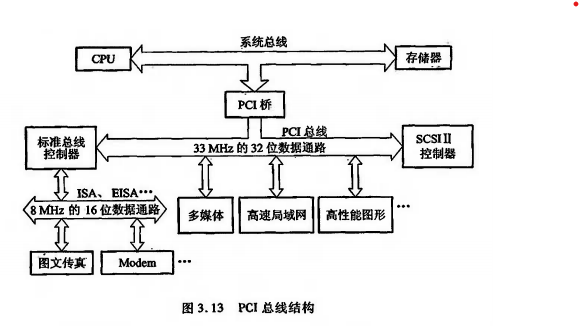 系统总线
CPU
存储器
PCI 桥
标准总线
控制器
PCI 总线
33 MHz 的 32 位数据通路
SCSI Ⅱ
控制器
ISA、EISA…
8 MHz 的 16 位数据通路
多媒体
高速局域网
高性能图形
…
图文传真
Modem
…
图 3.13 PCI 总线结构